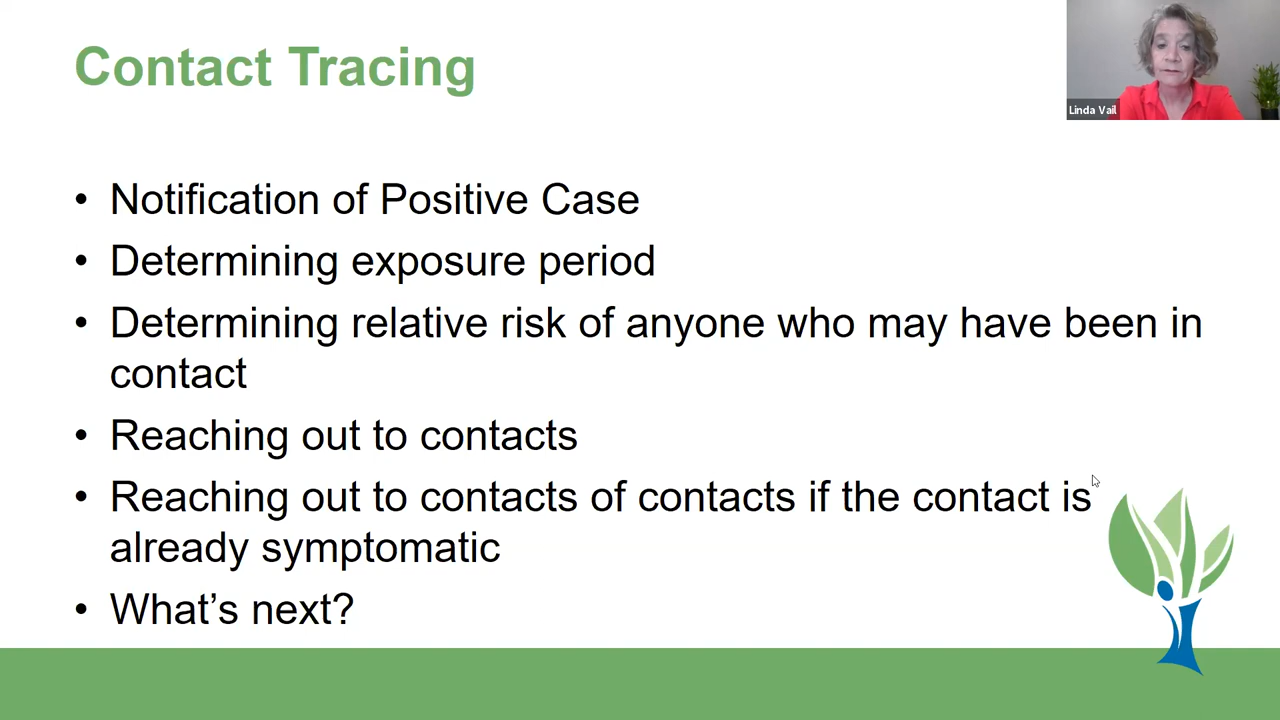 Contact Tracing
Linda Vail
• Notification of Positive Case
• Determining exposure period
• Determining relative risk of anyone who may have been in
contact
• Reaching out to contacts
• Reaching out to contacts of contacts if the contact is
already symptomatic
• What’s next?